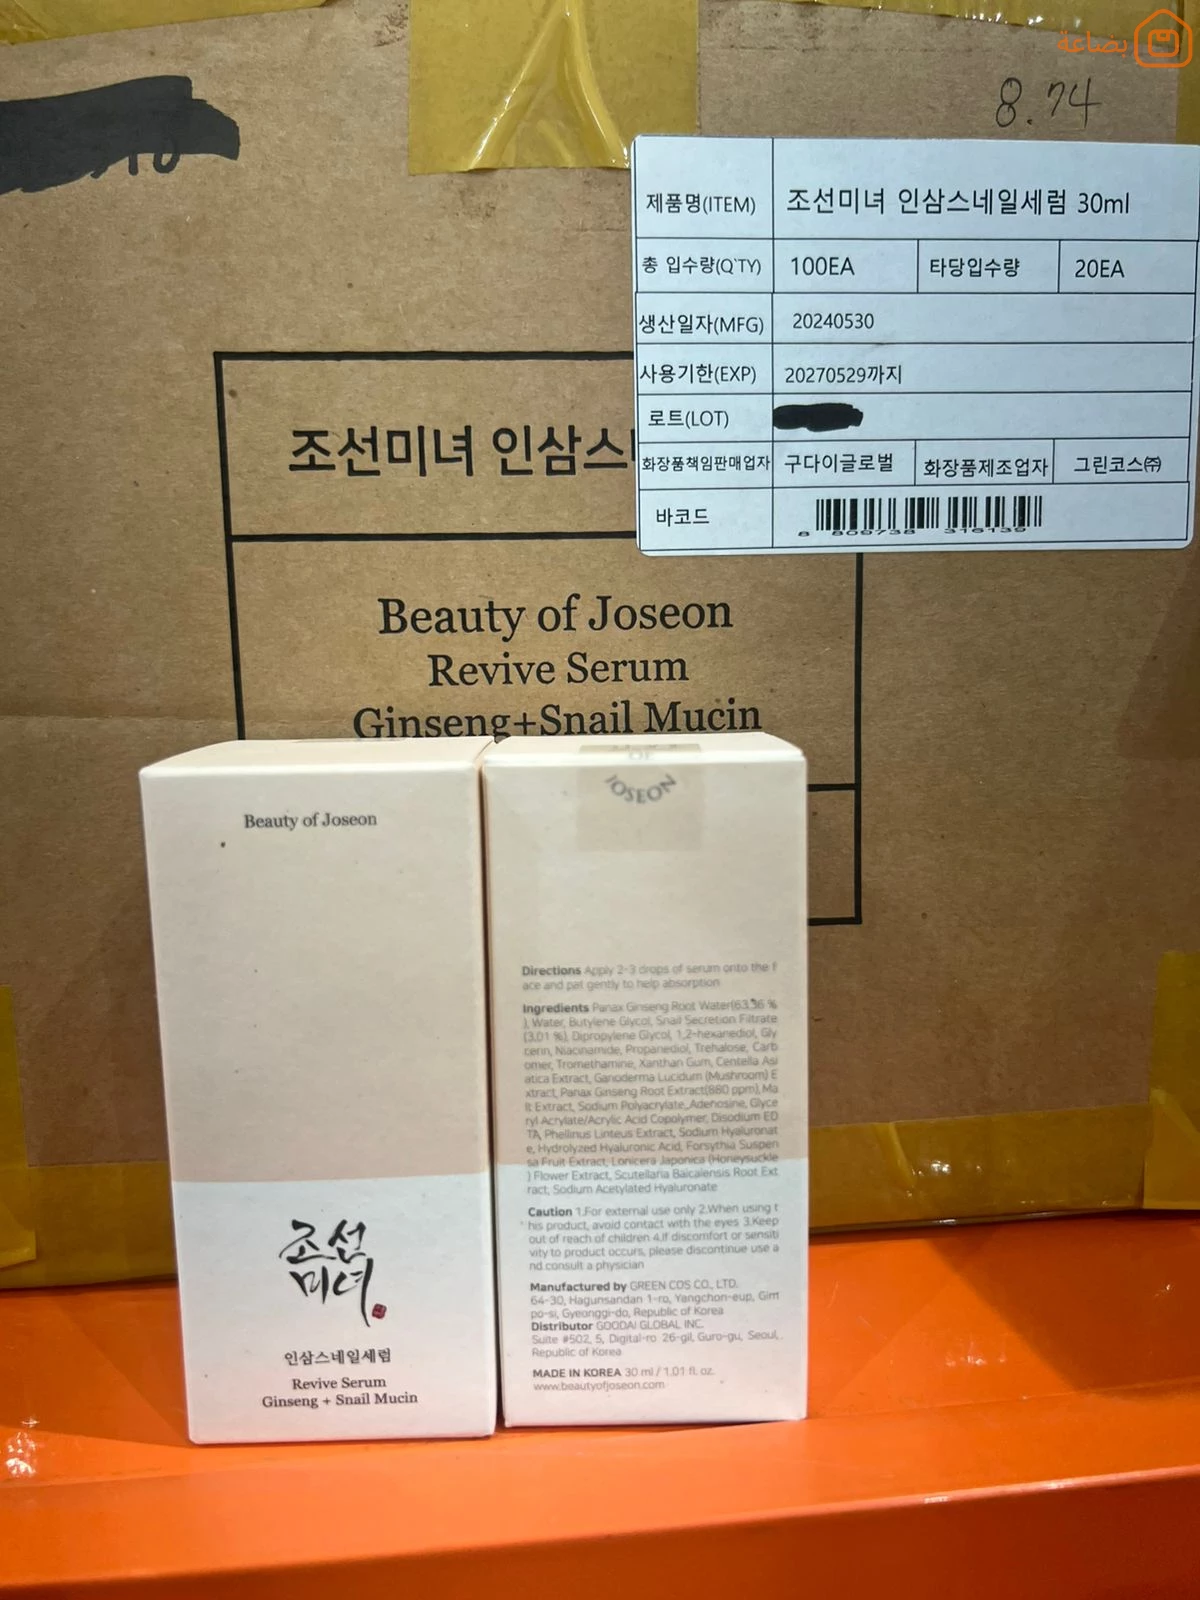 بضاعة
8.74
제품명(ITEM) 조선미녀 인삼스네일세럼 30ml
총 입수량(Q'TY) 100EA 타당입수량 20EA
생산일자(MFG) 20240530
사용기한(EXP) 20270529까지
로트(LOT)
화장품책임판매업자 구다이글로벌 화장품제조업자 그린코스㈜
바코드
8 809738 316139
조선미녀 인삼스
Beauty of Joseon
Revive Serum
Ginseng+Snail Mucin
Beauty of Joseon
조선
미녀
인삼스네일세럼
Revive Serum
Ginseng + Snail Mucin
OF
JOSEON
Directions Apply 2-3 drops of serum onto the f
ace and pat gently to help absorption
Ingredients Panax Ginseng Root Water(63.36 %
), Water, Butylene Glycol, Snail Secretion Filtrate
(3.01 %), Dipropylene Glycol, 1,2-hexanediol, Gly
cerin, Niacinamide, Propanediol, Trehalose, Carb
omer, Tromethamine, Xanthan Gum, Centella Asi
atica Extract, Ganoderma Lucidum (Mushroom) E
xtract, Panax Ginseng Root Extract(880 ppm), Ma
lt Extract, Sodium Polyacrylate, Adenosine, Glyce
ryl Acrylate/Acrylic Acid Copolymer, Disodium ED
TA, Phellinus Linteus Extract, Sodium Hyaluronat
e, Hydrolyzed Hyaluronic Acid, Forsythia Suspen
sa Fruit Extract, Lonicera Japonica (Honeysuckle
) Flower Extract, Scutellaria Baicalensis Root Ext
ract, Sodium Acetylated Hyaluronate
Caution 1.For external use only 2.When using t
his product, avoid contact with the eyes 3.Keep
out of reach of children 4.If discomfort or sensiti
vity to product occurs, please discontinue use a
nd consult a physician
Manufactured by GREEN COS CO., LTD.
64-30, Hagunsandan 1-ro, Yangchon-eup, Gim
po-si, Gyeonggi-do, Republic of Korea
Distributor GOODAI GLOBAL INC.
Suite #502, 5, Digital-ro 26-gil, Guro-gu, Seoul,
Republic of Korea
MADE IN KOREA 30 ml / 1.01 fl. oz.
www.beautyofjoseon.com